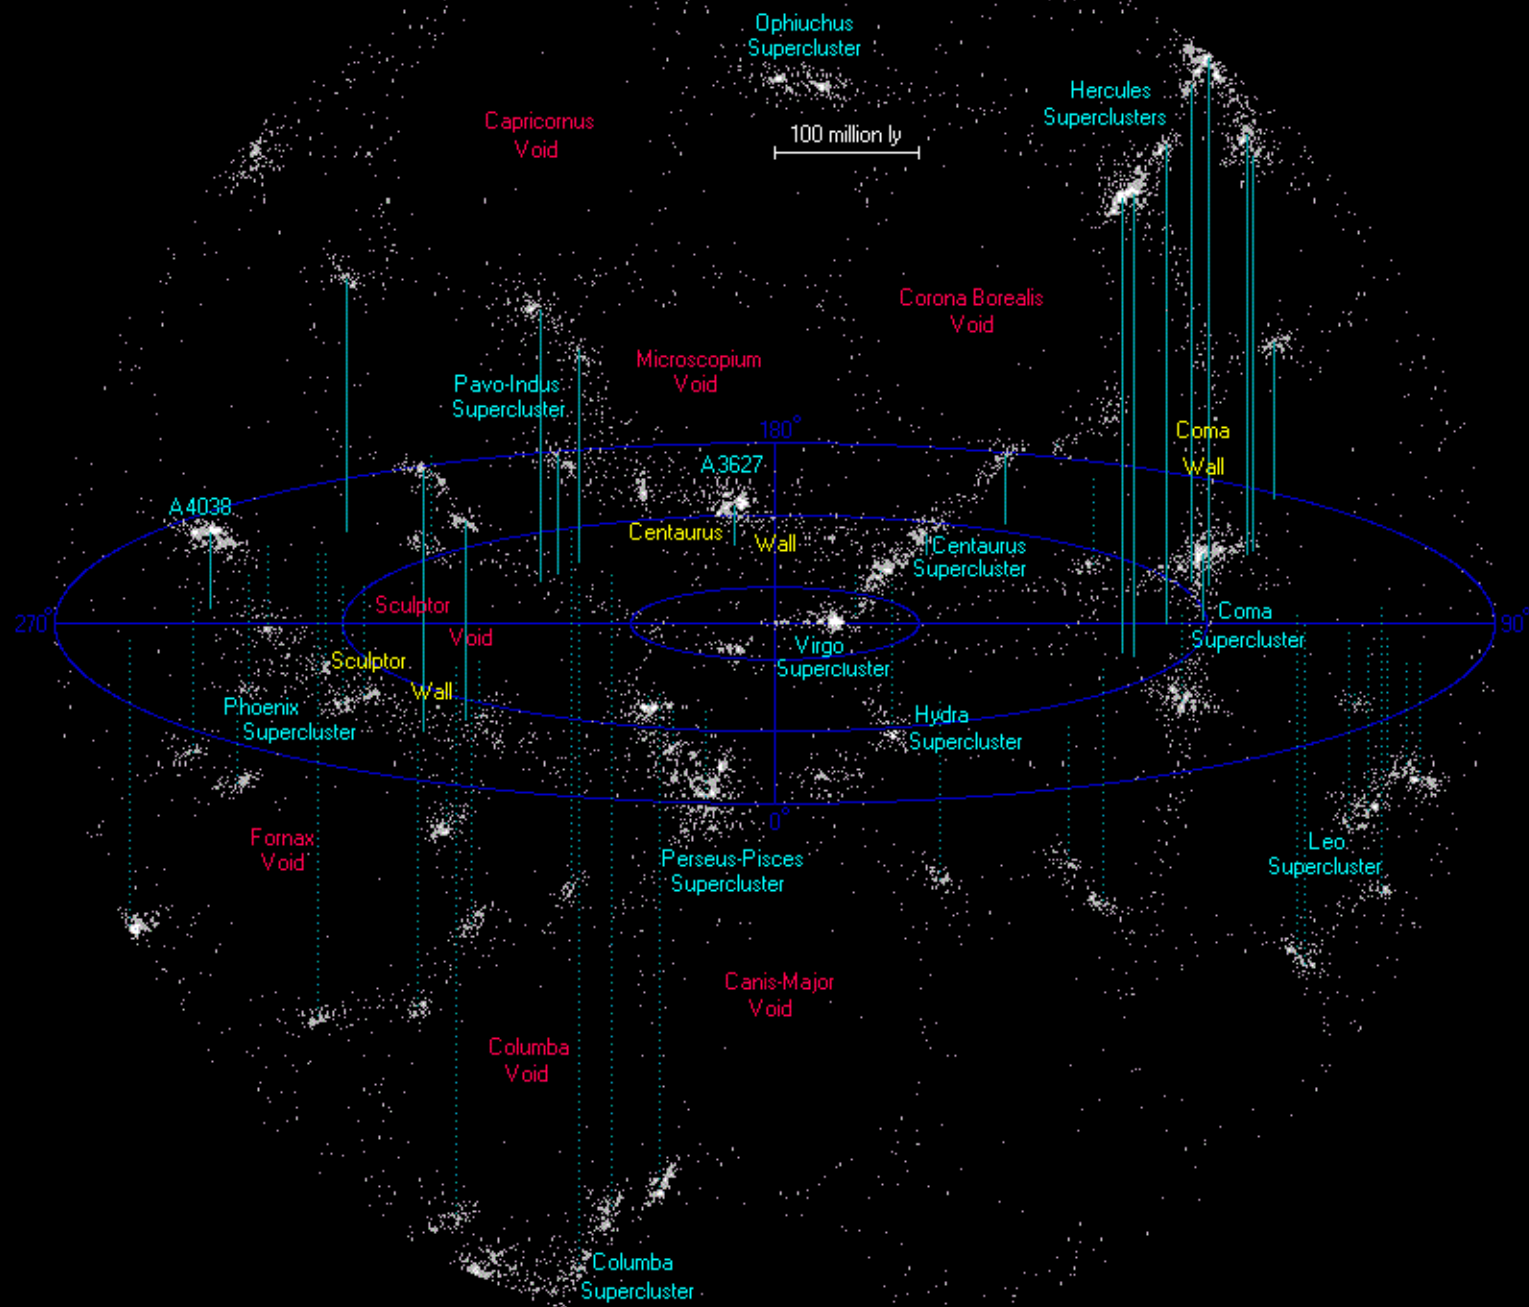 Ophiuchus
Supercluster
Hercules
Superclusters
Capricornus
Void
100 million ly
Corona Borealis
Void
Microscopium
Void
Pavo-Indus
Supercluster
180°
Coma
Wall
A3627
A4038
Centaurus
Wall
Centaurus
Supercluster
Sculptor
Void
Coma
Supercluster
270°
90°
Virgo
Supercluster
Sculptor
Wall
Phoenix
Supercluster
Hydra
Supercluster
0°
Fornax
Void
Perseus-Pisces
Supercluster
Leo
Supercluster
Canis-Major
Void
Columba
Void
Columba
Supercluster